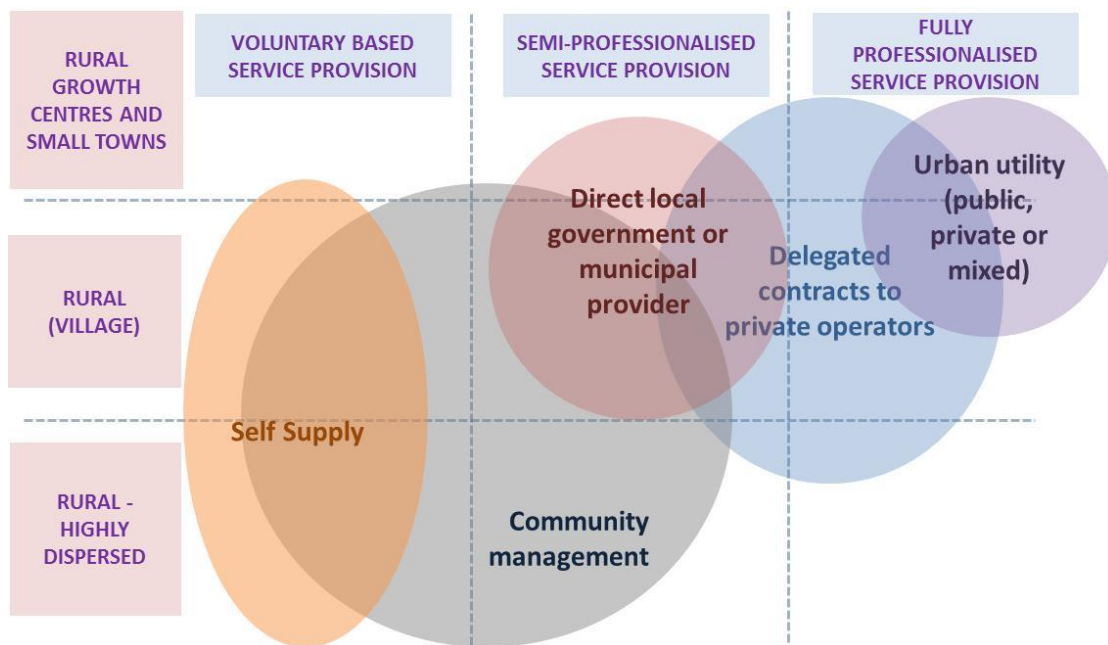 RURAL
GROWTH
CENTRES AND
SMALL TOWNS
VOLUNTARY BASED
SERVICE PROVISION
SEMI-PROFESSIONALISED
SERVICE PROVISION
FULLY
PROFESSIONALISED
SERVICE PROVISION
Direct local
government or
municipal
provider
Urban utility
(public,
private or
mixed)
Delegated
contracts to
private operators
RURAL
(VILLAGE)
Self Supply
Community
management
RURAL -
HIGHLY
DISPERSED